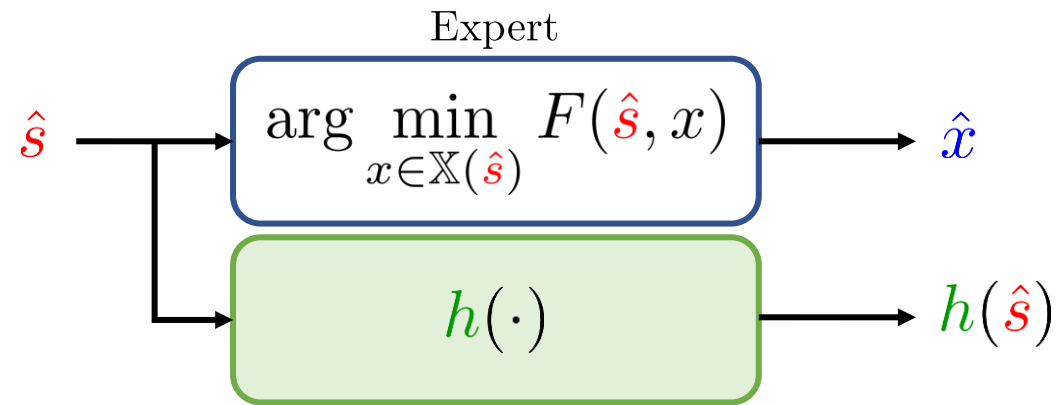 Expert
ŝ
arg min F(ŝ, x)
x∈𝕏(ŝ)
x̂
h(·)
h(ŝ)